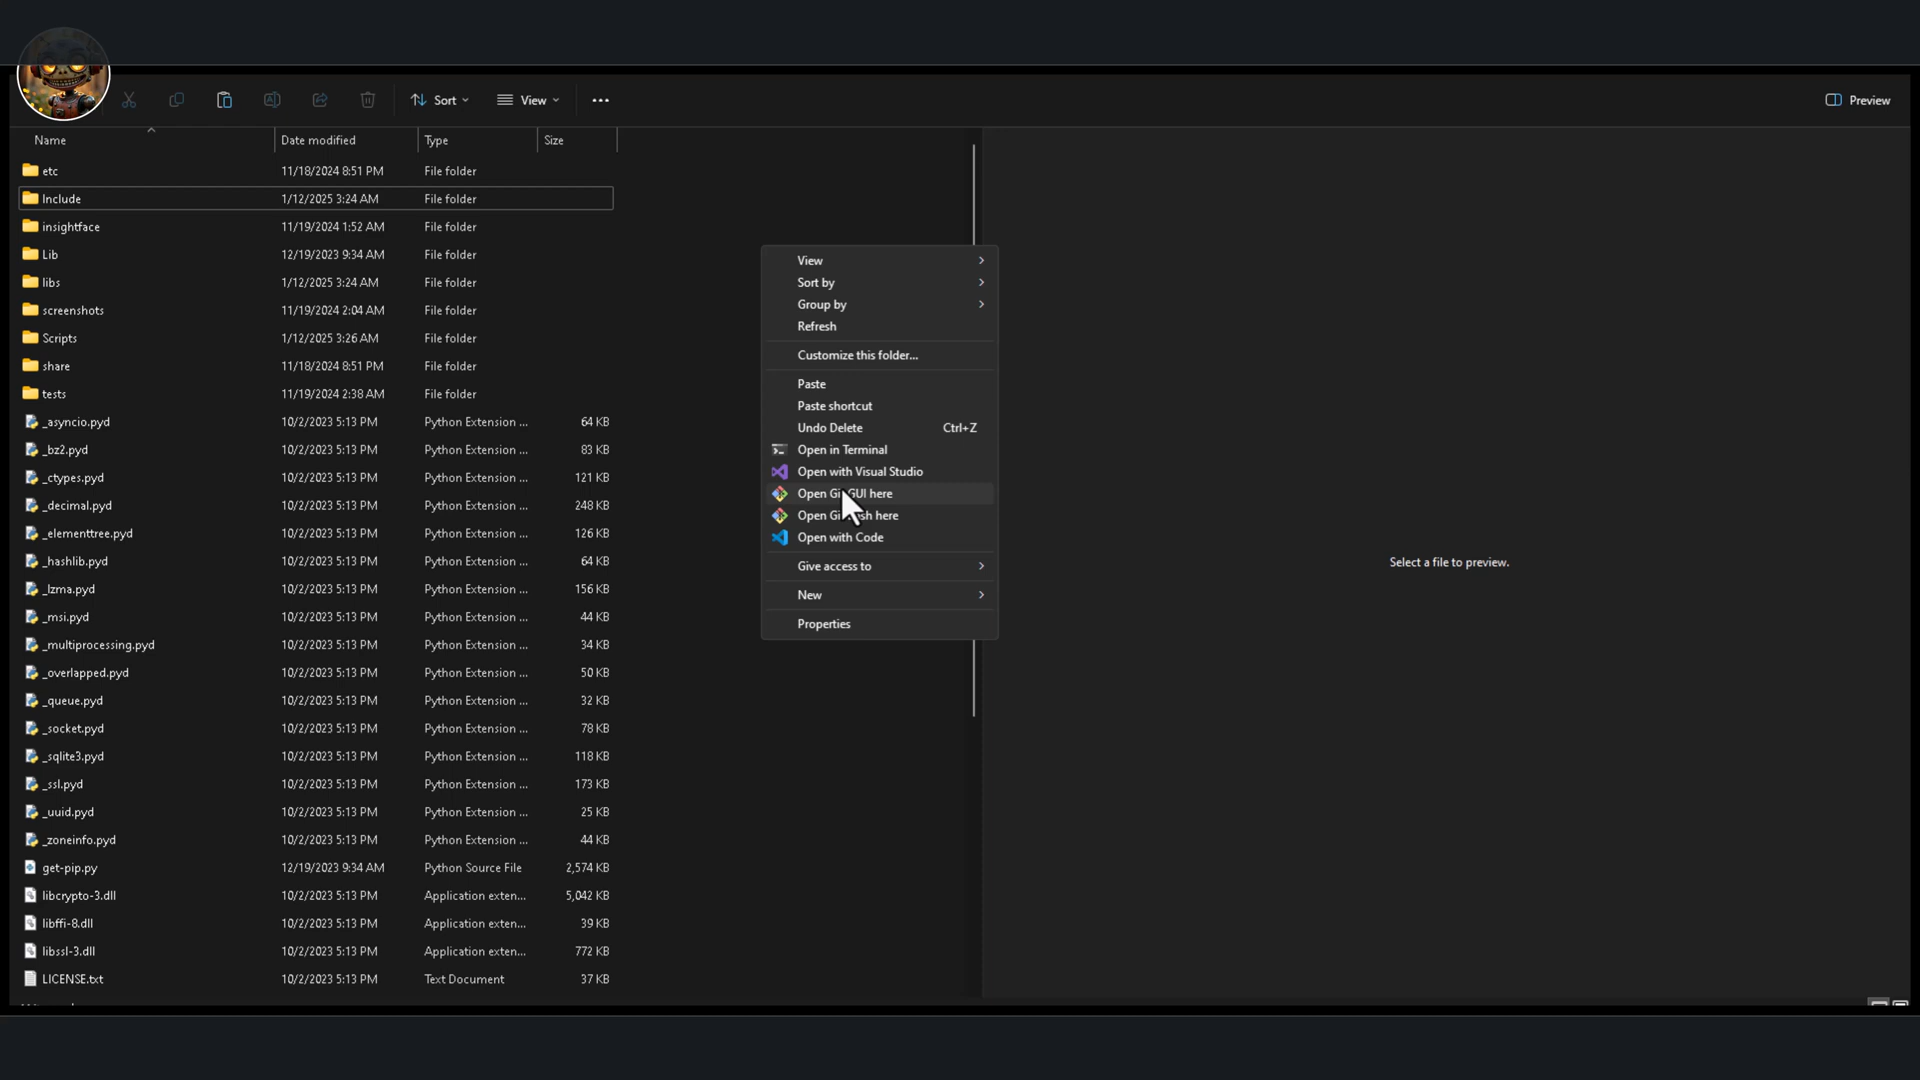 Sort
View
Preview
Name Date modified Type Size
etc 11/18/2024 8:51 PM File folder
Include 1/12/2025 3:24 AM File folder
insightface 11/19/2024 1:52 AM File folder
Lib 12/19/2023 9:34 AM File folder
libs 1/12/2025 3:24 AM File folder
screenshots 11/19/2024 2:04 AM File folder
Scripts 1/12/2025 3:26 AM File folder
share 11/18/2024 8:51 PM File folder
tests 11/19/2024 2:38 AM File folder
_asyncio.pyd 10/2/2023 5:13 PM Python Extension ... 64 KB
_bz2.pyd 10/2/2023 5:13 PM Python Extension ... 83 KB
_ctypes.pyd 10/2/2023 5:13 PM Python Extension ... 121 KB
_decimal.pyd 10/2/2023 5:13 PM Python Extension ... 248 KB
_elementtree.pyd 10/2/2023 5:13 PM Python Extension ... 126 KB
_hashlib.pyd 10/2/2023 5:13 PM Python Extension ... 64 KB
_lzma.pyd 10/2/2023 5:13 PM Python Extension ... 156 KB
_msi.pyd 10/2/2023 5:13 PM Python Extension ... 44 KB
_multiprocessing.pyd 10/2/2023 5:13 PM Python Extension ... 34 KB
_overlapped.pyd 10/2/2023 5:13 PM Python Extension ... 50 KB
_queue.pyd 10/2/2023 5:13 PM Python Extension ... 32 KB
_socket.pyd 10/2/2023 5:13 PM Python Extension ... 78 KB
_sqlite3.pyd 10/2/2023 5:13 PM Python Extension ... 118 KB
_ssl.pyd 10/2/2023 5:13 PM Python Extension ... 173 KB
_uuid.pyd 10/2/2023 5:13 PM Python Extension ... 25 KB
_zoneinfo.pyd 10/2/2023 5:13 PM Python Extension ... 44 KB
get-pip.py 12/19/2023 9:34 AM Python Source File 2,574 KB
libcrypto-3.dll 10/2/2023 5:13 PM Application exten... 5,042 KB
libffi-8.dll 10/2/2023 5:13 PM Application exten... 39 KB
libssl-3.dll 10/2/2023 5:13 PM Application exten... 772 KB
LICENSE.txt 10/2/2023 5:13 PM Text Document 37 KB
View
Sort by
Group by
Refresh
Customize this folder...
Paste
Paste shortcut
Undo Delete Ctrl+Z
Open in Terminal
Open with Visual Studio
Open Git GUI here
Open here
Open with Code
Give access to
New
Properties
Select a file to preview.